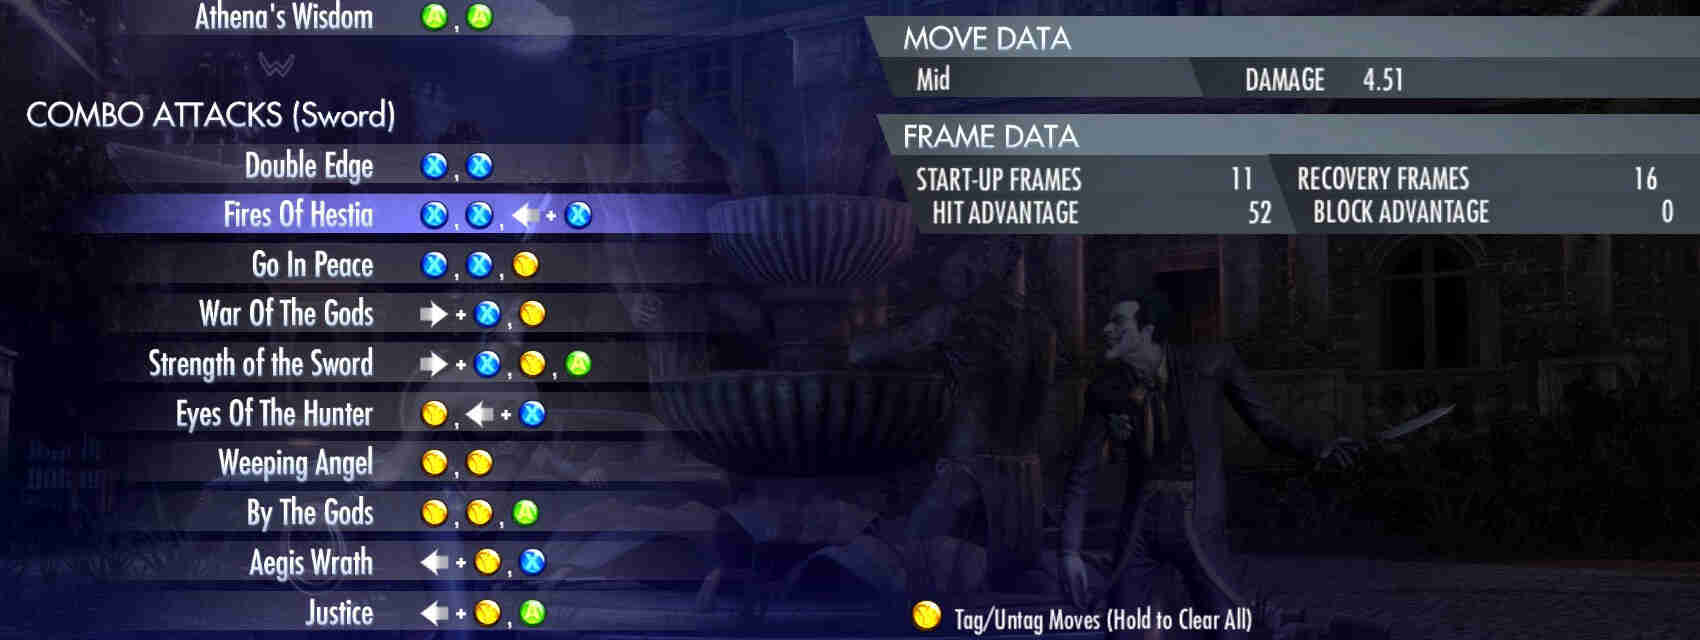 Athena's Wisdom A , A
COMBO ATTACKS (Sword)
Double Edge X , X
Fires Of Hestia X , X , + X
Go In Peace X , X , Y
War Of The Gods + X , Y
Strength of the Sword + X , Y , A
Eyes Of The Hunter Y , + X
Weeping Angel Y , Y
By The Gods Y , Y , A
Aegis Wrath + Y , X
Justice + Y , A
MOVE DATA
Mid DAMAGE 4.51
FRAME DATA
START-UP FRAMES 11 RECOVERY FRAMES 16
HIT ADVANTAGE 52 BLOCK ADVANTAGE 0
Y Tag/Untag Moves (Hold to Clear All)